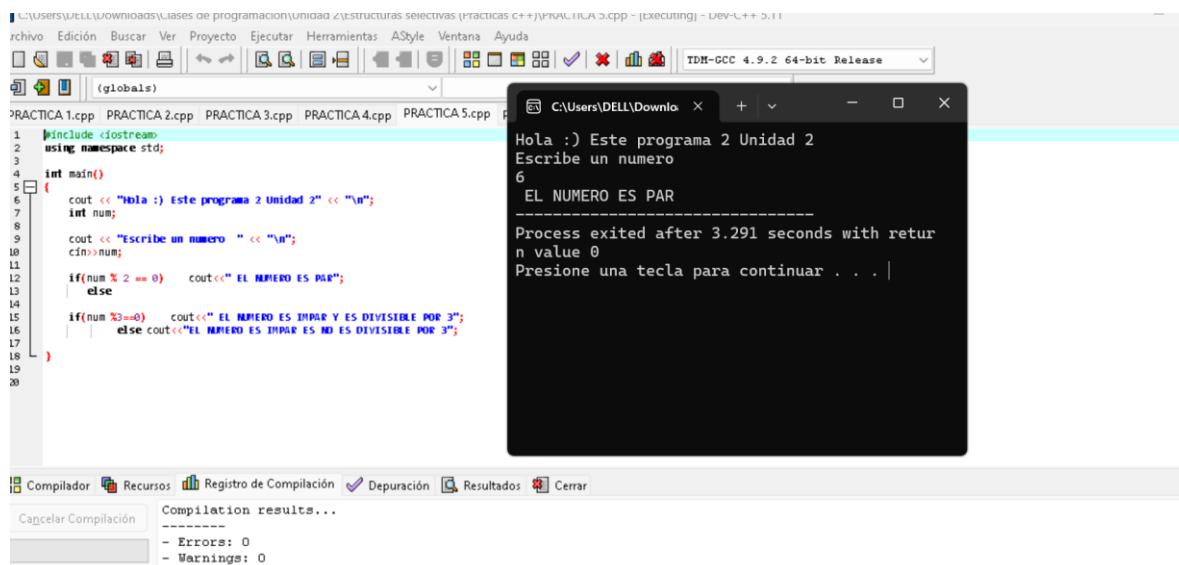 C:\Users\DELL\Downloads\Clases de programacion\Unidad 2\Estructuras selectivas (Practicas c++)\PRACTICA 5.cpp - [Executing] - Dev-C++ 5.11
rchivo Edición Buscar Ver Proyecto Ejecutar Herramientas AStyle Ventana Ayuda
TDM-GCC 4.9.2 64-bit Release
(globals)
PRACTICA 1.cpp PRACTICA 2.cpp PRACTICA 3.cpp PRACTICA 4.cpp PRACTICA 5.cpp
1 #include <iostream>
2 using namespace std;
3
4 int main()
5 {
6 cout << "Hola :) Este programa 2 Unidad 2" << "\n";
7 int num;
8
9 cout << "Escribe un numero  " << "\n";
10 cin>>num;
11
12 if(num % 2 == 0) cout<<" EL NUMERO ES PAR";
13 else
14
15 if(num %3==0) cout<<" EL NUMERO ES IMPAR Y ES DIVISIBLE POR 3";
16 else cout<<"EL NUMERO ES IMPAR ES NO ES DIVISIBLE POR 3";
17
18 }
19
20
C:\Users\DELL\Downloa
Hola :) Este programa 2 Unidad 2
Escribe un numero
6
EL NUMERO ES PAR
--------------------------------
Process exited after 3.291 seconds with retur
n value 0
Presione una tecla para continuar . . .
Compilador Recursos Registro de Compilación Depuración Resultados Cerrar
Cancelar Compilación
Compilation results...
--------
- Errors: 0
- Warnings: 0